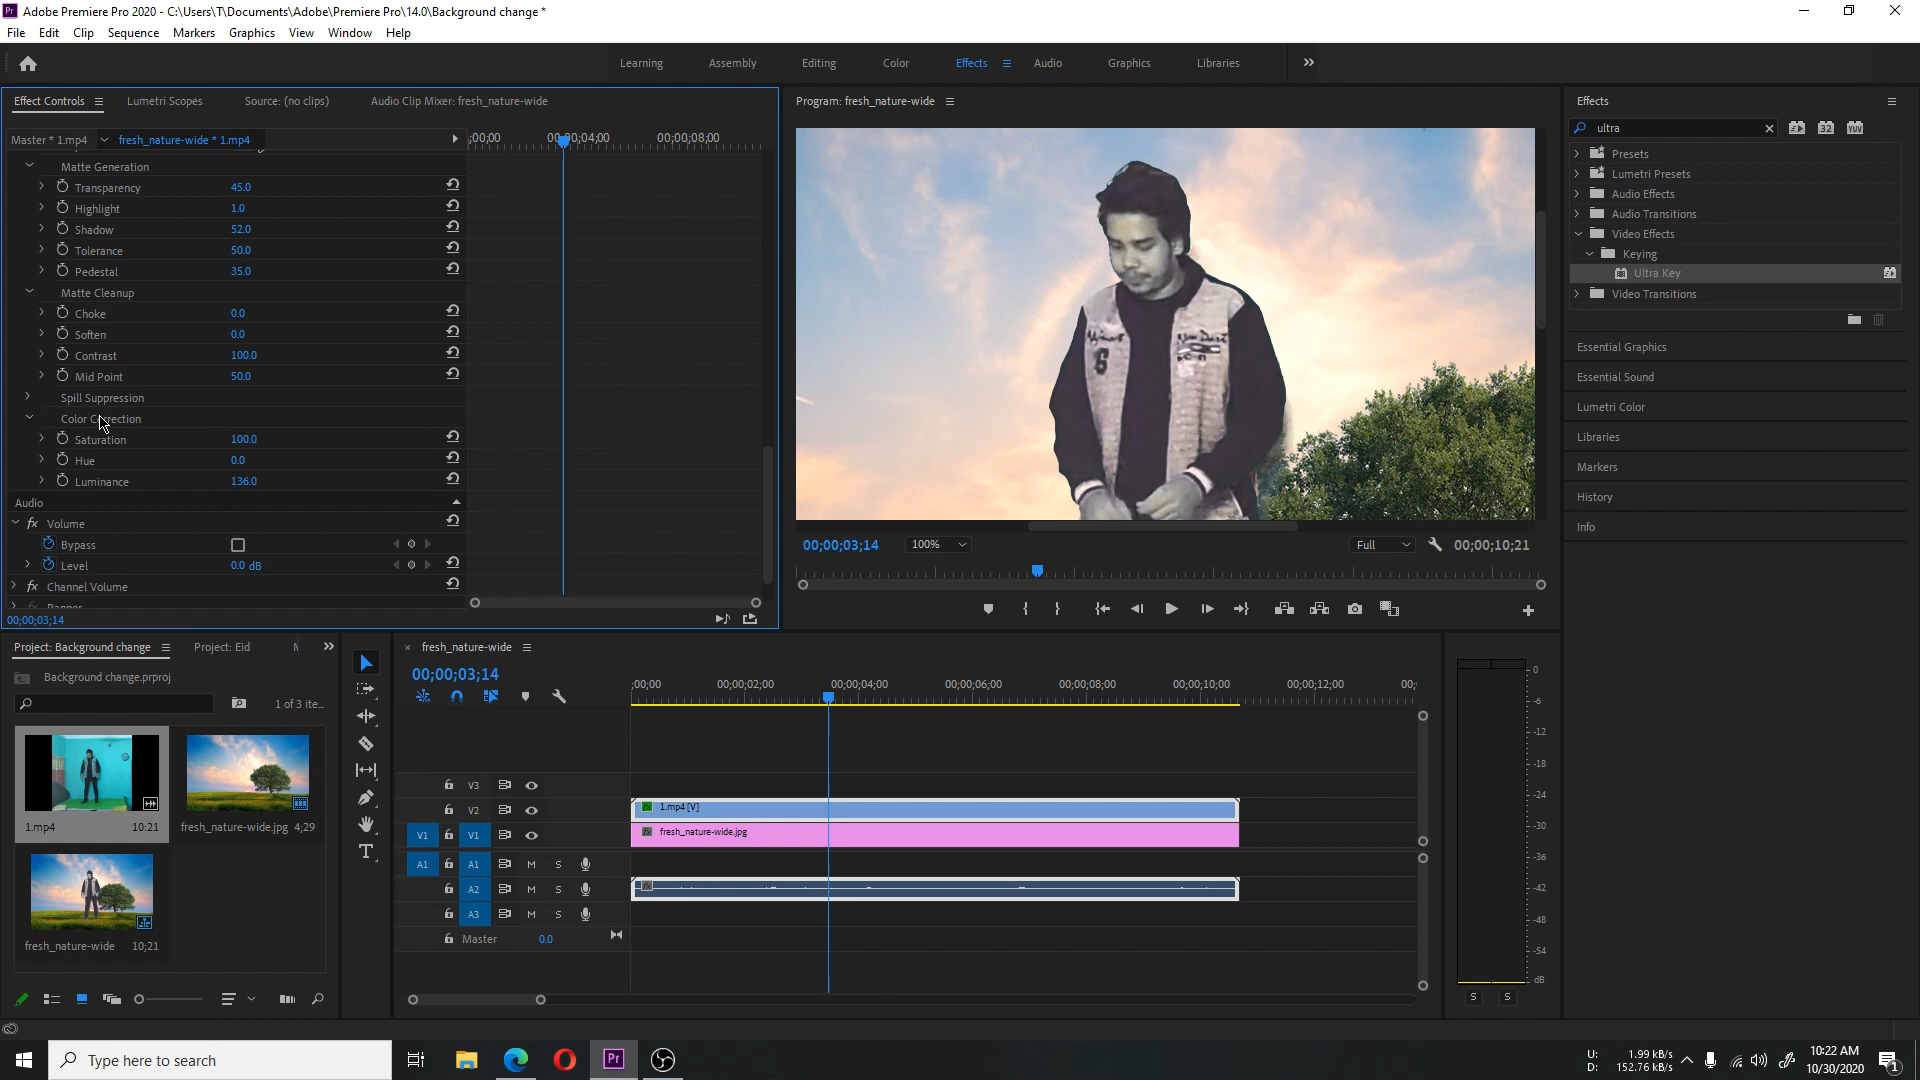 Adobe Premiere Pro 2020 - C:\Users\T\Documents\Adobe\Premiere Pro\14.0\Background change *
File Edit Clip Sequence Markers Graphics View Window Help
Learning Assembly Editing Color Effects Audio Graphics Libraries
Effect Controls Lumetri Scopes Source: (no clips) Audio Clip Mixer: fresh_nature-wide
Master * 1.mp4 fresh_nature-wide * 1.mp4
;00;00 00;00;04;00 00;00;08;00
Matte Generation
Transparency 45.0
Highlight 1.0
Shadow 52.0
Tolerance 50.0
Pedestal 35.0
Matte Cleanup
Choke 0.0
Soften 0.0
Contrast 100.0
Mid Point 50.0
Spill Suppression
Color Correction
Saturation 100.0
Hue 0.0
Luminance 136.0
Audio
fx Volume
Bypass
Level 0.0 dB
fx Channel Volume
00;00;03;14
Program: fresh_nature-wide
6
00;00;03;14 100% Full 00;00;10;21
Effects
ultra
32 YUV
Presets
Lumetri Presets
Audio Effects
Audio Transitions
Video Effects
Keying
Ultra Key
Video Transitions
Essential Graphics
Essential Sound
Lumetri Color
Libraries
Markers
History
Info
Project: Background change Project: Eid
Background change.prproj
1 of 3 ite...
1.mp4 10:21
fresh_nature-wide.jpg 4;29
fresh_nature-wide 10;21
fresh_nature-wide
00;00;03;14
;00;00 00;00;02;00 00;00;04;00 00;00;06;00 00;00;08;00 00;00;10;00 00;00;12;00 00;
V3
V2 1.mp4 [V]
V1 V1 fresh_nature-wide.jpg
A1 A1 M S
A2 M S
A3 M S
Master 0.0
0
-6
-12
-18
-24
-30
-36
-42
-48
-54
dB
S S
Type here to search
Pr
U: 1.99 kB/s
D: 152.76 kB/s
10:22 AM
10/30/2020
1